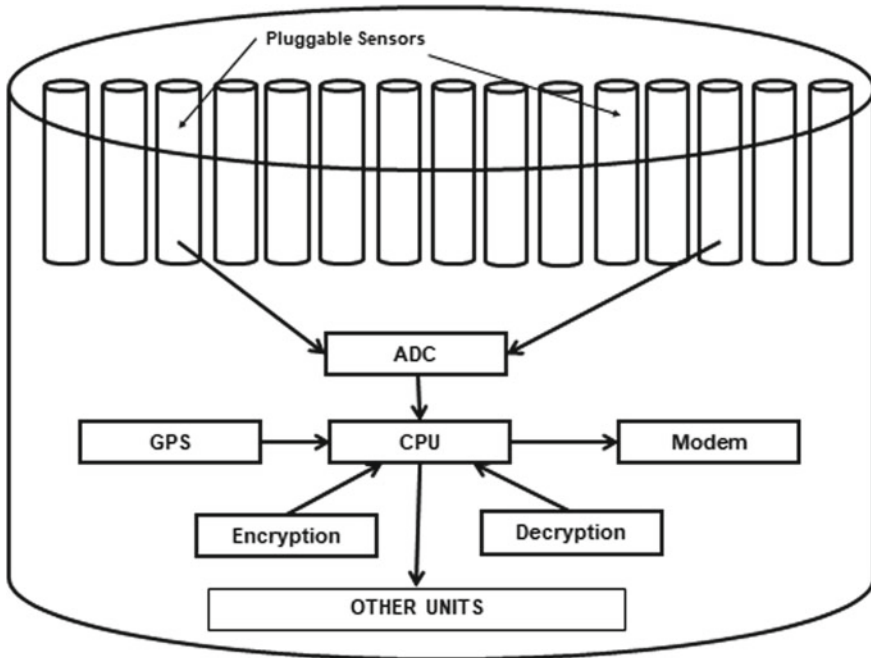 Pluggable Sensors
ADC
GPS
CPU
Modem
Encryption
Decryption
OTHER UNITS